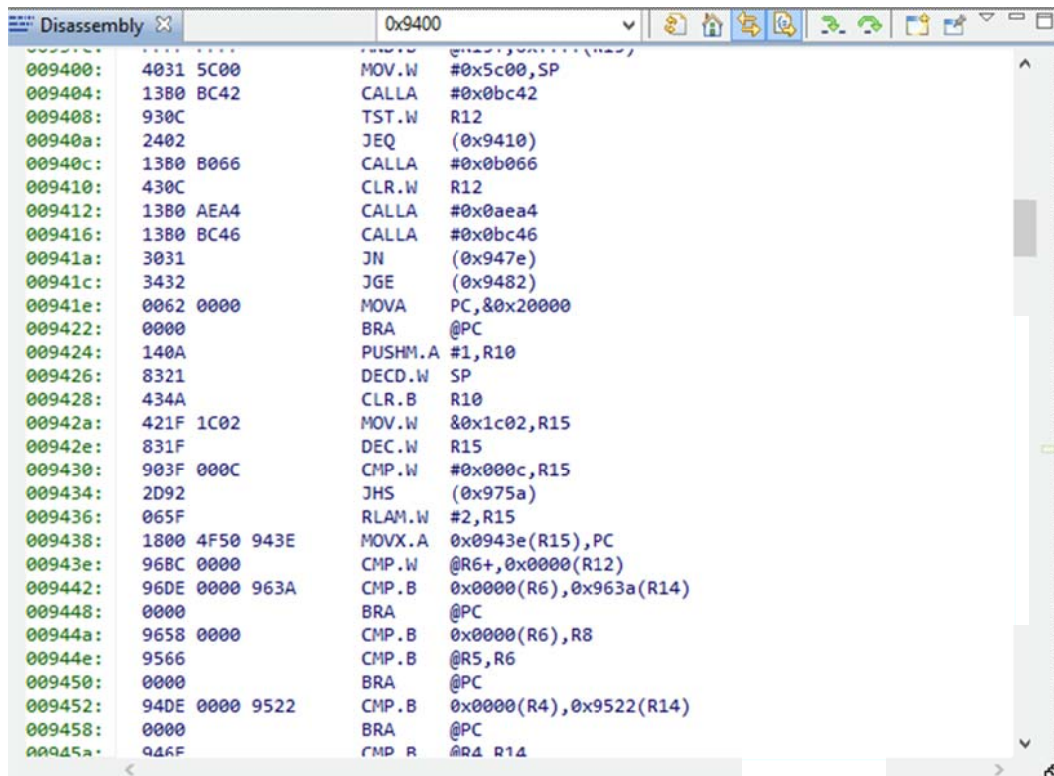 Disassembly 0x9400
009400: 4031 5C00 MOV.W #0x5c00,SP
009404: 13B0 BC42 CALLA #0x0bc42
009408: 930C TST.W R12
00940a: 2402 JEQ (0x9410)
00940c: 13B0 B066 CALLA #0x0b066
009410: 430C CLR.W R12
009412: 13B0 AEA4 CALLA #0x0aea4
009416: 13B0 BC46 CALLA #0x0bc46
00941a: 3031 JN (0x947e)
00941c: 3432 JGE (0x9482)
00941e: 0062 0000 MOVA PC,&0x20000
009422: 0000 BRA @PC
009424: 140A PUSHM.A #1,R10
009426: 8321 DECD.W SP
009428: 434A CLR.B R10
00942a: 421F 1C02 MOV.W &0x1c02,R15
00942e: 831F DEC.W R15
009430: 903F 000C CMP.W #0x000c,R15
009434: 2D92 JHS (0x975a)
009436: 065F RLAM.W #2,R15
009438: 1800 4F50 943E MOVX.A 0x0943e(R15),PC
00943e: 96BC 0000 CMP.W @R6+,0x0000(R12)
009442: 96DE 0000 963A CMP.B 0x0000(R6),0x963a(R14)
009448: 0000 BRA @PC
00944a: 9658 0000 CMP.B 0x0000(R6),R8
00944e: 9566 CMP.B @R5,R6
009450: 0000 BRA @PC
009452: 94DE 0000 9522 CMP.B 0x0000(R4),0x9522(R14)
009458: 0000 BRA @PC
00945a: 946E CMP.B @R4,R14